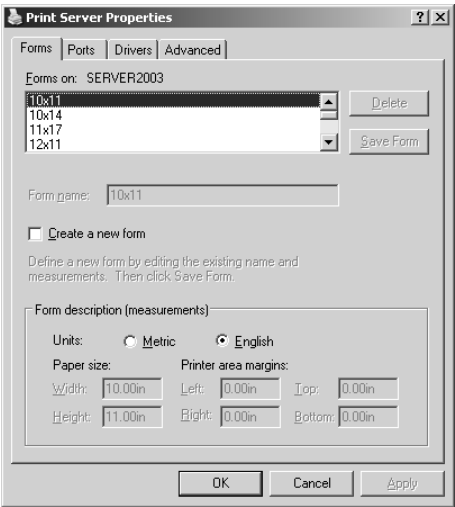 Print Server Properties
Forms Ports Drivers Advanced
Forms on: SERVER2003
10x11
10x14
11x17
12x11
Delete
Save Form
Form name: 10x11
Create a new form
Define a new form by editing the existing name and
measurements. Then click Save Form.
Form description (measurements)
Units: Metric English
Paper size: Printer area margins:
Width: 10.00in Left: 0.00in Top: 0.00in
Height: 11.00in Right: 0.00in Bottom: 0.00in
OK Cancel Apply